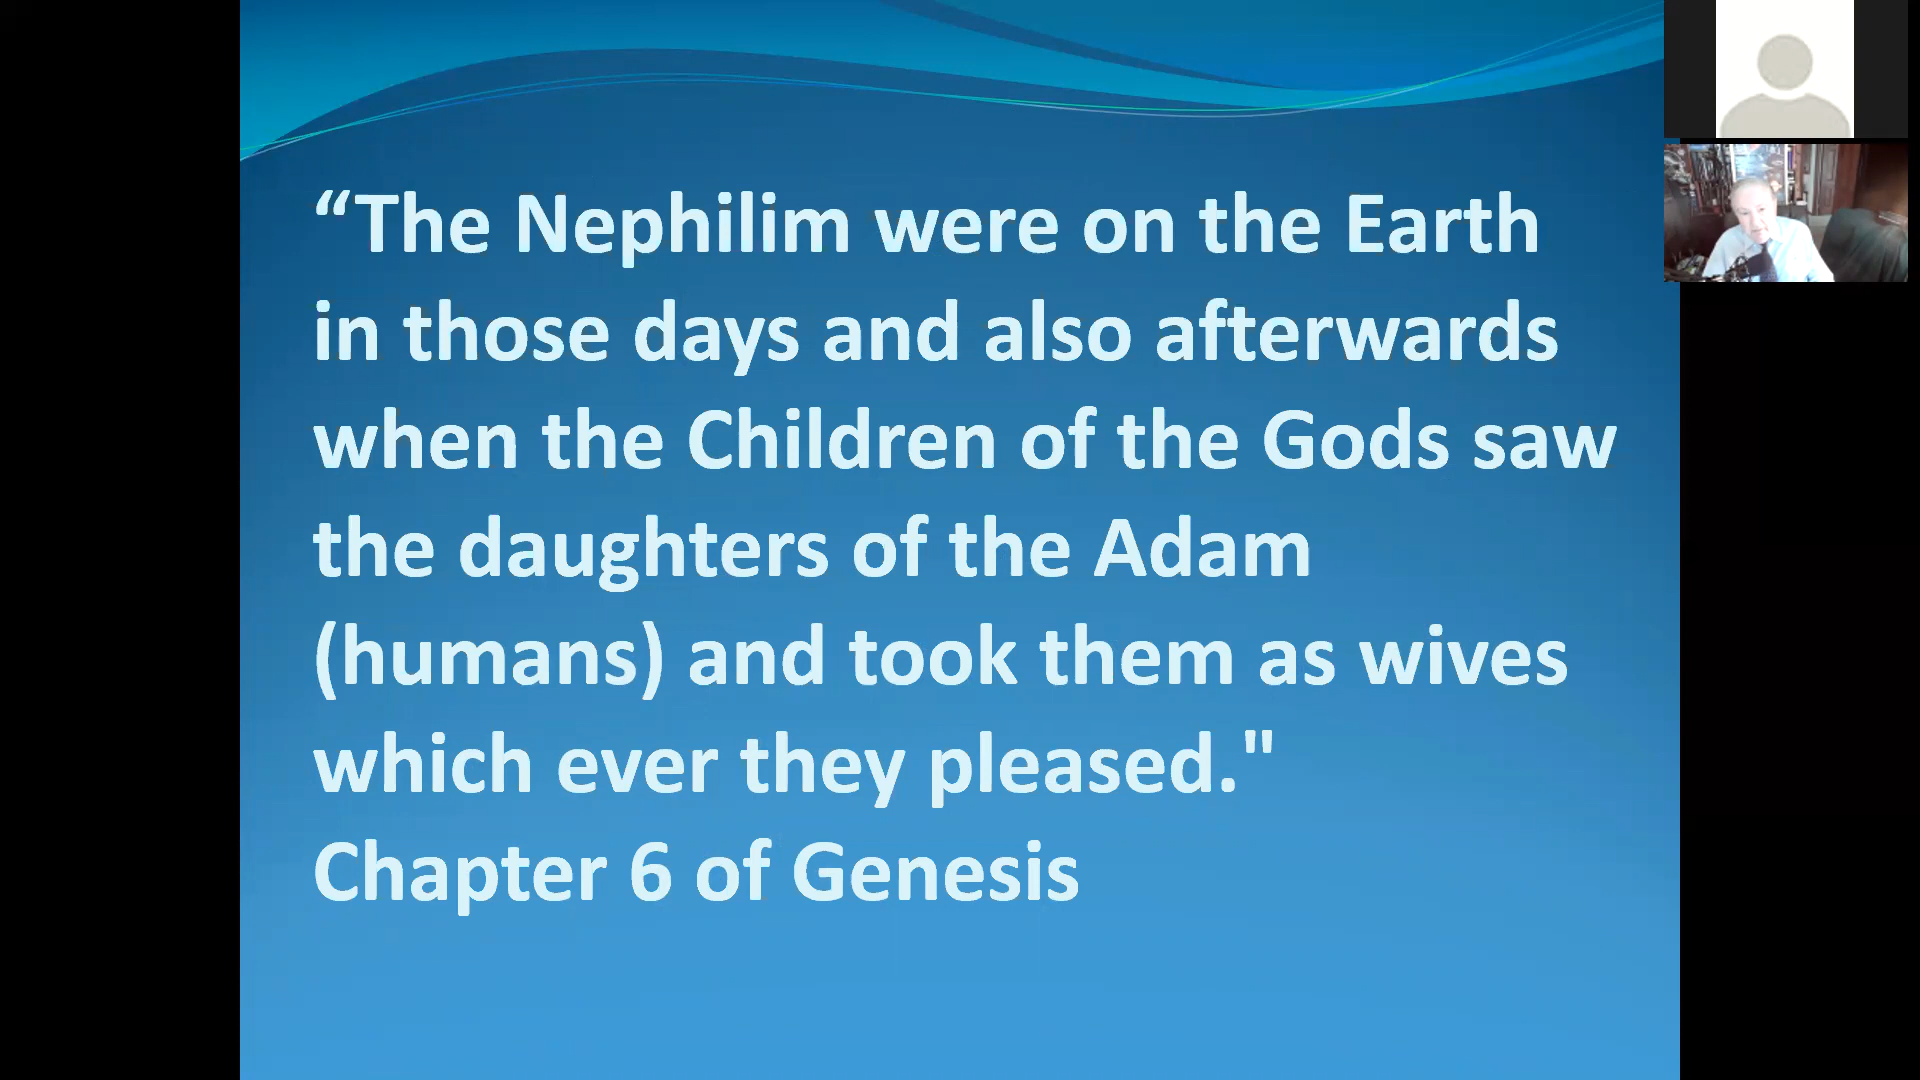 “The Nephilim were on the Earth
in those days and also afterwards
when the Children of the Gods saw
the daughters of the Adam
(humans) and took them as wives
which ever they pleased."
Chapter 6 of Genesis